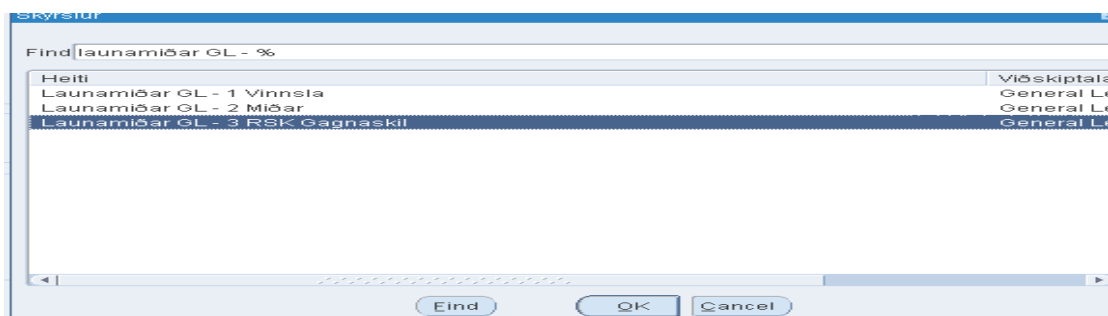 Skýrslur
Find launamiðar GL - %
Heiti Viðskiptala
Launamiðar GL - 1 Vinnsla General Le
Launamiðar GL - 2 Miðar General Le
Launamiðar GL - 3 RSK Gagnaskil General Le
Find OK Cancel